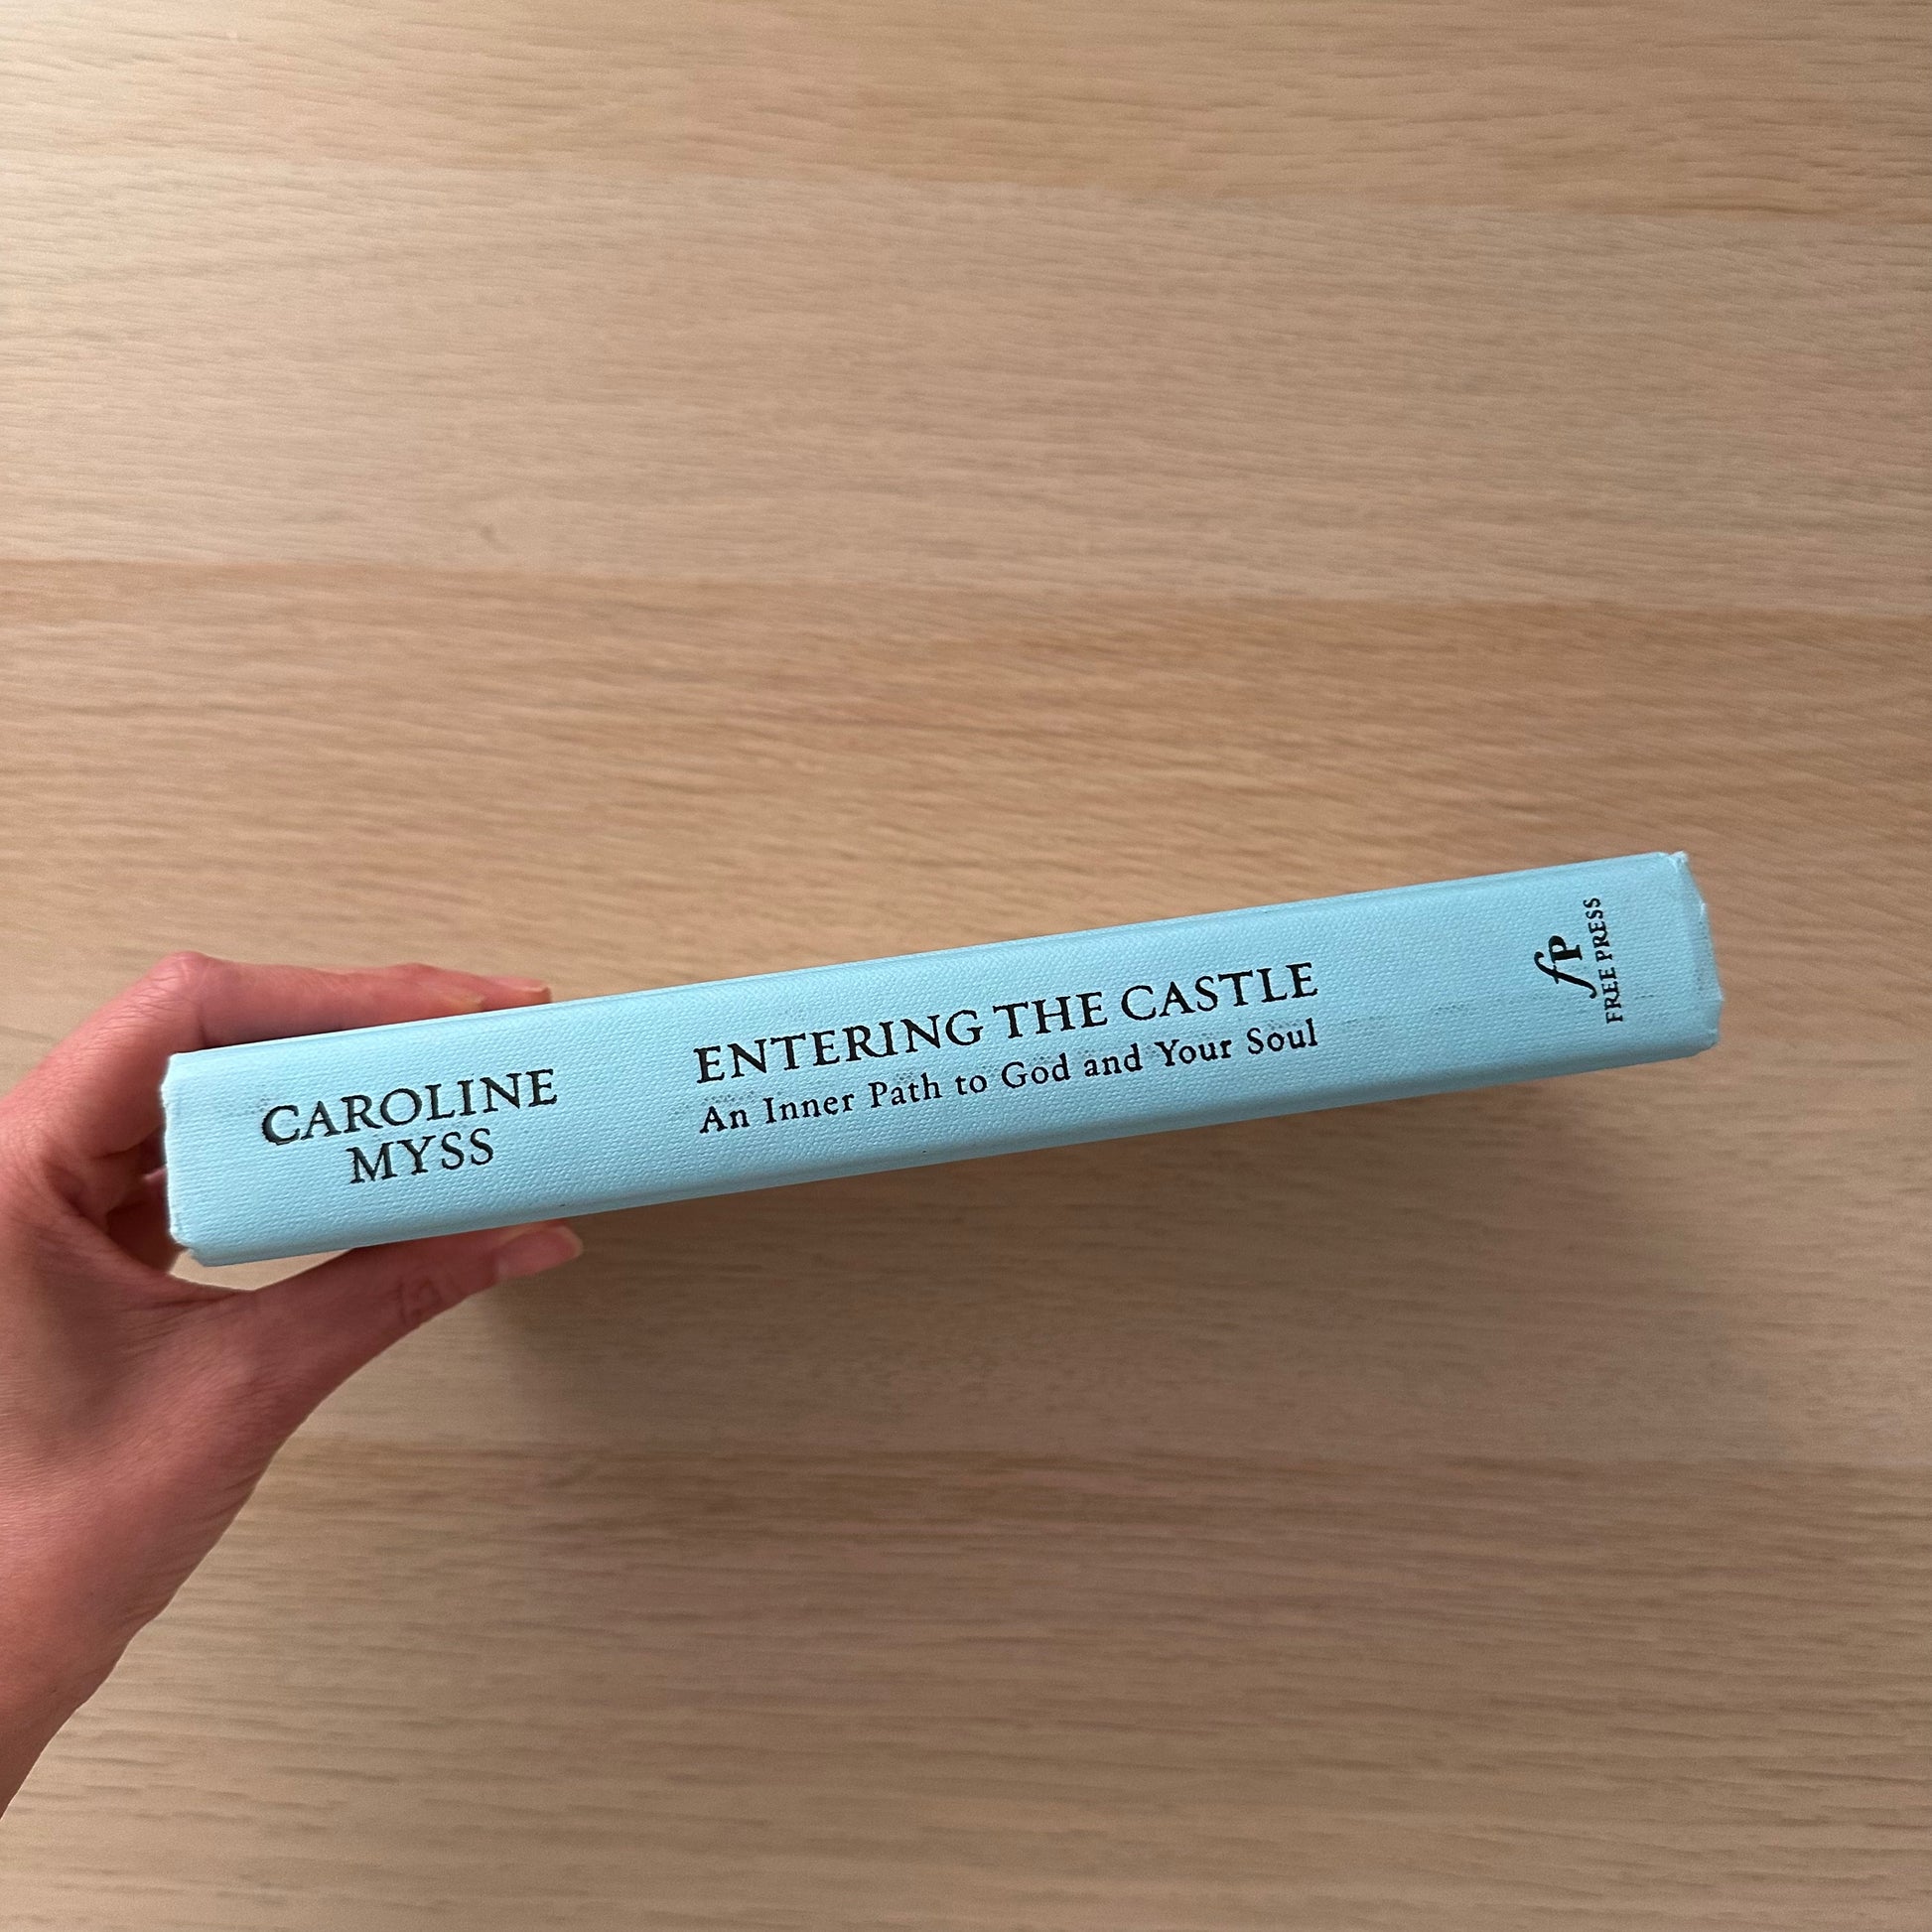 CAROLINE
MYSS
ENTERING THE CASTLE
An Inner Path to God and Your Soul
fP
FREE PRESS